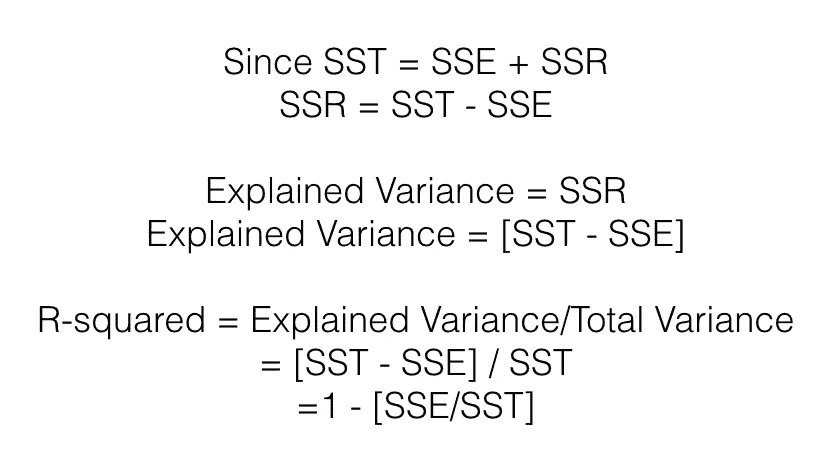 Since SST = SSE + SSR
SSR = SST - SSE
Explained Variance = SSR
Explained Variance = [SST - SSE]
R-squared = Explained Variance/Total Variance
= [SST - SSE] / SST
=1 - [SSE/SST]